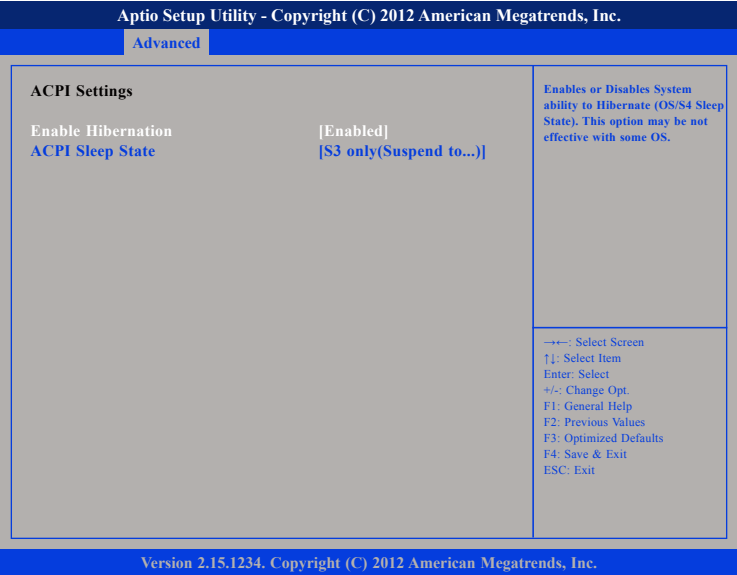 Aptio Setup Utility - Copyright (C) 2012 American Megatrends, Inc.
Advanced
ACPI Settings
Enable Hibernation [Enabled]
ACPI Sleep State [S3 only(Suspend to...)]
Enables or Disables System
ability to Hibernate (OS/S4 Sleep
State). This option may be not
effective with some OS.
→←: Select Screen
↑↓: Select Item
Enter: Select
+/-: Change Opt.
F1: General Help
F2: Previous Values
F3: Optimized Defaults
F4: Save & Exit
ESC: Exit
Version 2.15.1234. Copyright (C) 2012 American Megatrends, Inc.